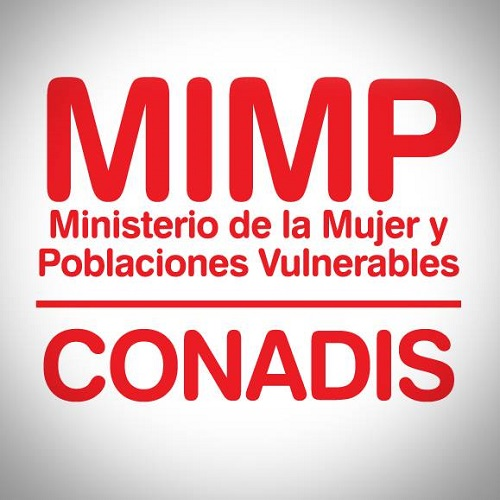 MIMP
Ministerio de la Mujer y
Poblaciones Vulnerables
CONADIS